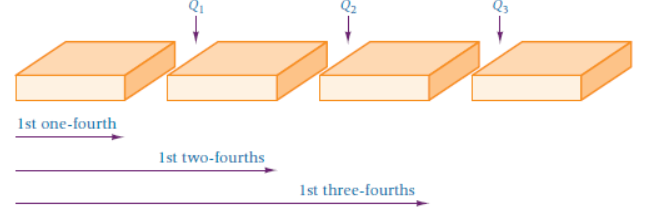 Q1 Q2 Q3
1st one-fourth
1st two-fourths
1st three-fourths